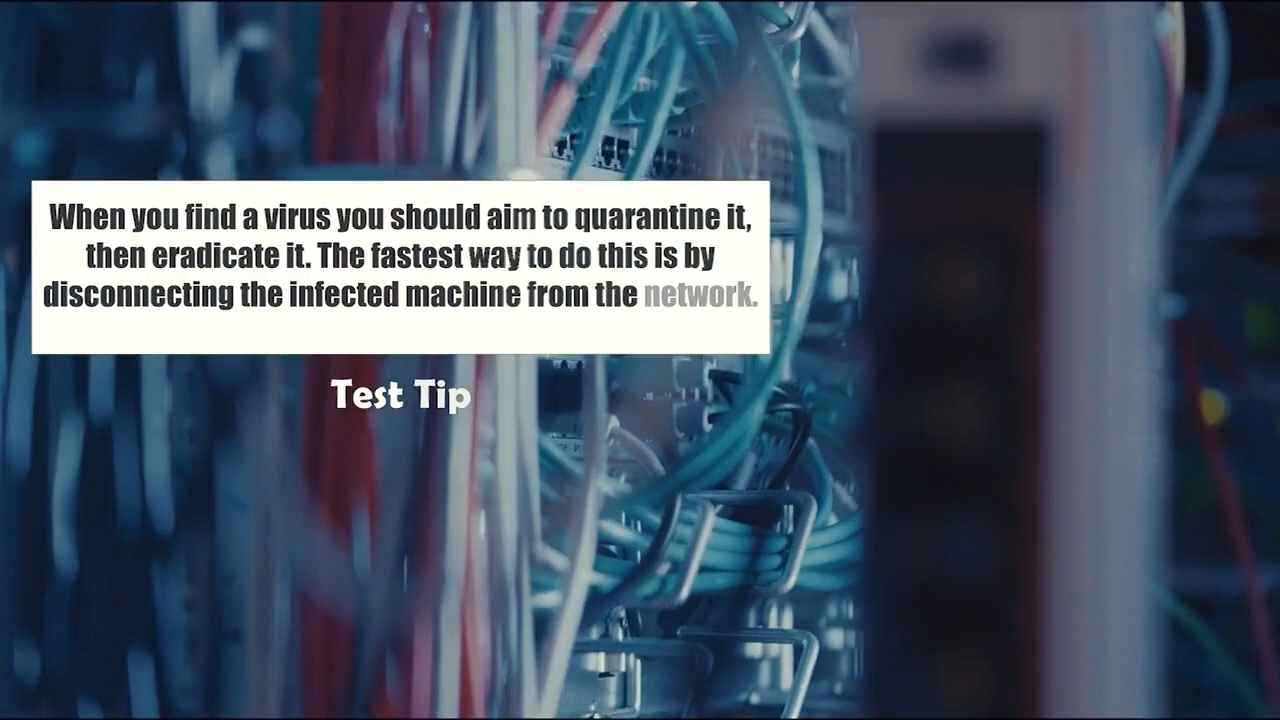 When you find a virus you should aim to quarantine it,
then eradicate it. The fastest way to do this is by
disconnecting the infected machine from the network.
Test Tip